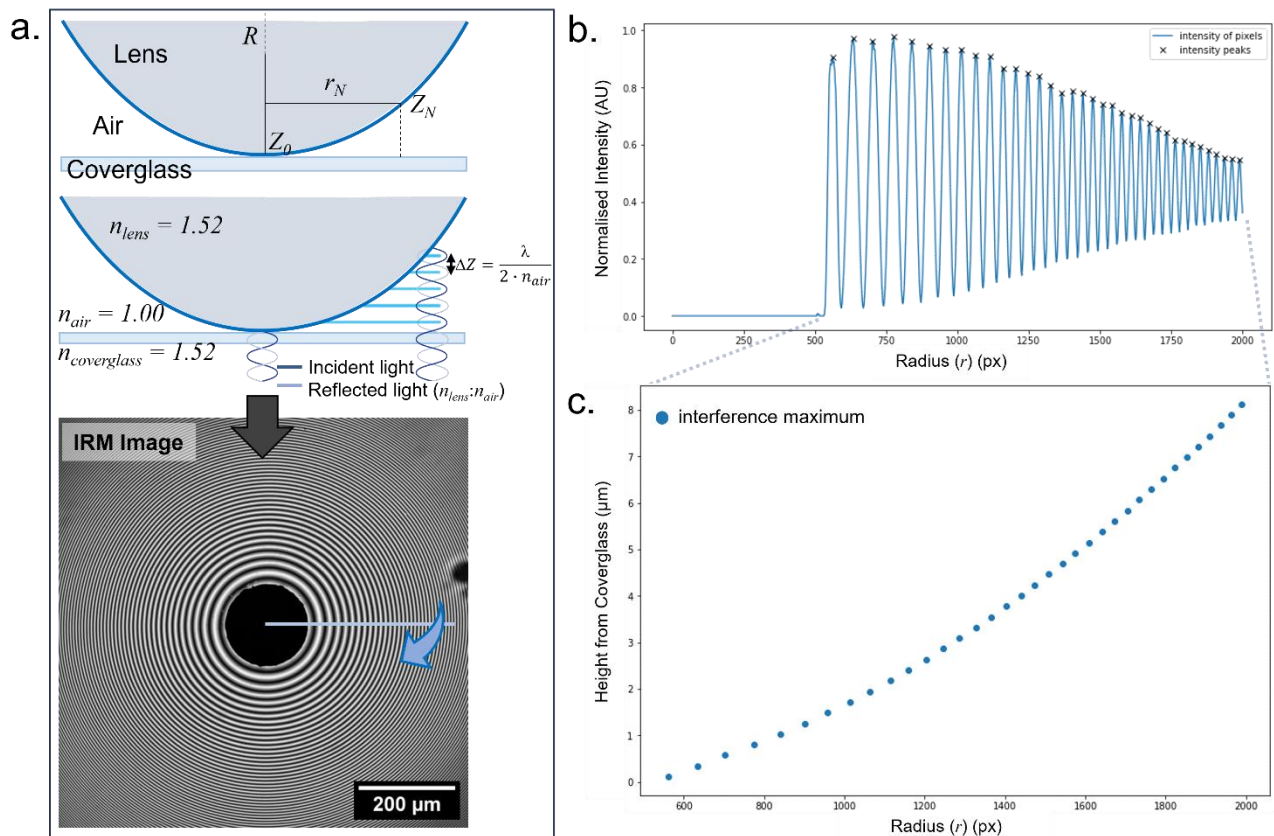 a.
R
Lens
r_N
Z_N
Air
Z_0
Coverglass
n_lens = 1.52
ΔZ = λ / (2 · n_air)
n_air = 1.00
n_coverglass = 1.52
Incident light
Reflected light (n_lens:n_air)
IRM Image
200 µm
b.
1.0
0.8
0.6
0.4
0.2
0.0
Normalised Intensity (AU)
intensity of pixels
intensity peaks
0
250
500
750
1000
1250
1500
1750
2000
Radius (r) (px)
c.
interference maximum
8
7
6
5
4
3
2
1
0
Height from Coverglass (µm)
600
800
1000
1200
1400
1600
1800
2000
Radius (r) (px)